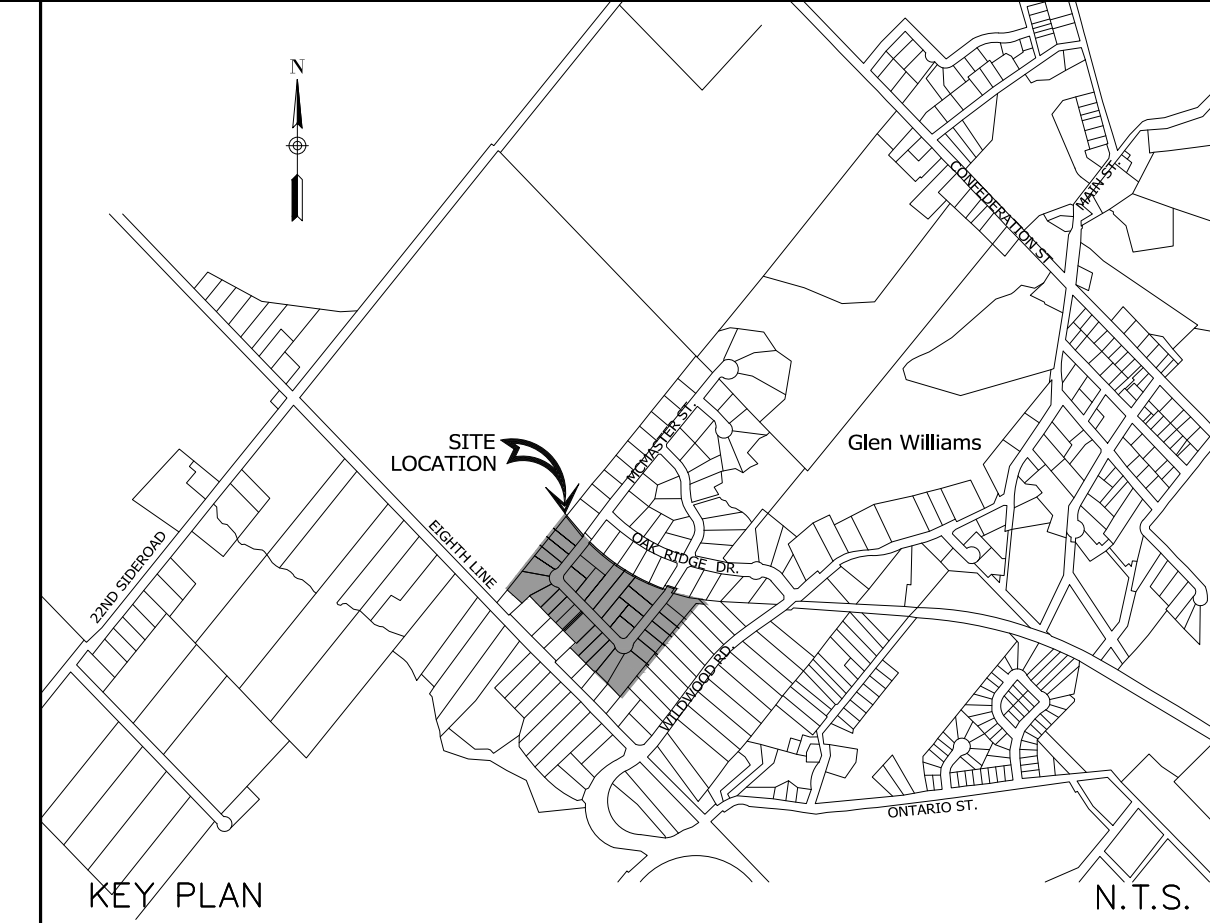 N
CONFEDERATION ST
MAIN ST.
MCMASTER ST.
SITE
LOCATION
Glen Williams
EIGHTH LINE
OAK RIDGE DR.
22ND SIDEROAD
WILDWOOD RD.
ONTARIO ST.
KEY PLAN
N.T.S.